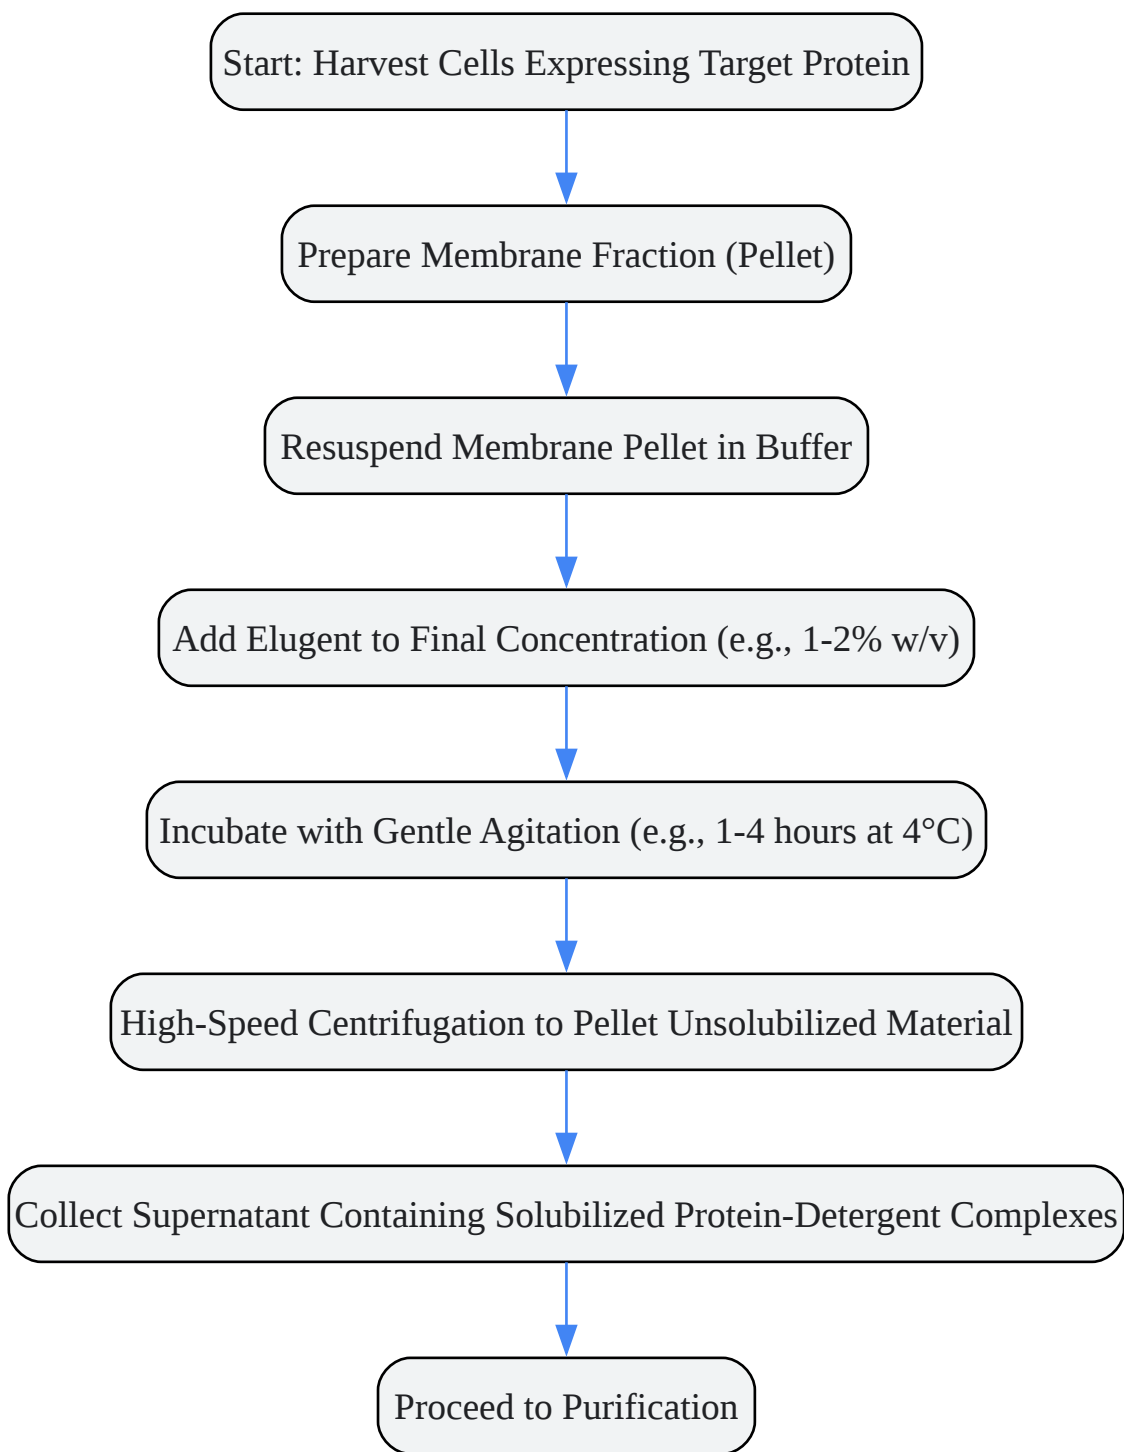 Start: Harvest Cells Expressing Target Protein
Prepare Membrane Fraction (Pellet)
Resuspend Membrane Pellet in Buffer
Add Elugent to Final Concentration (e.g., 1-2% w/v)
Incubate with Gentle Agitation (e.g., 1-4 hours at 4°C)
High-Speed Centrifugation to Pellet Unsolubilized Material
Collect Supernatant Containing Solubilized Protein-Detergent Complexes
Proceed to Purification